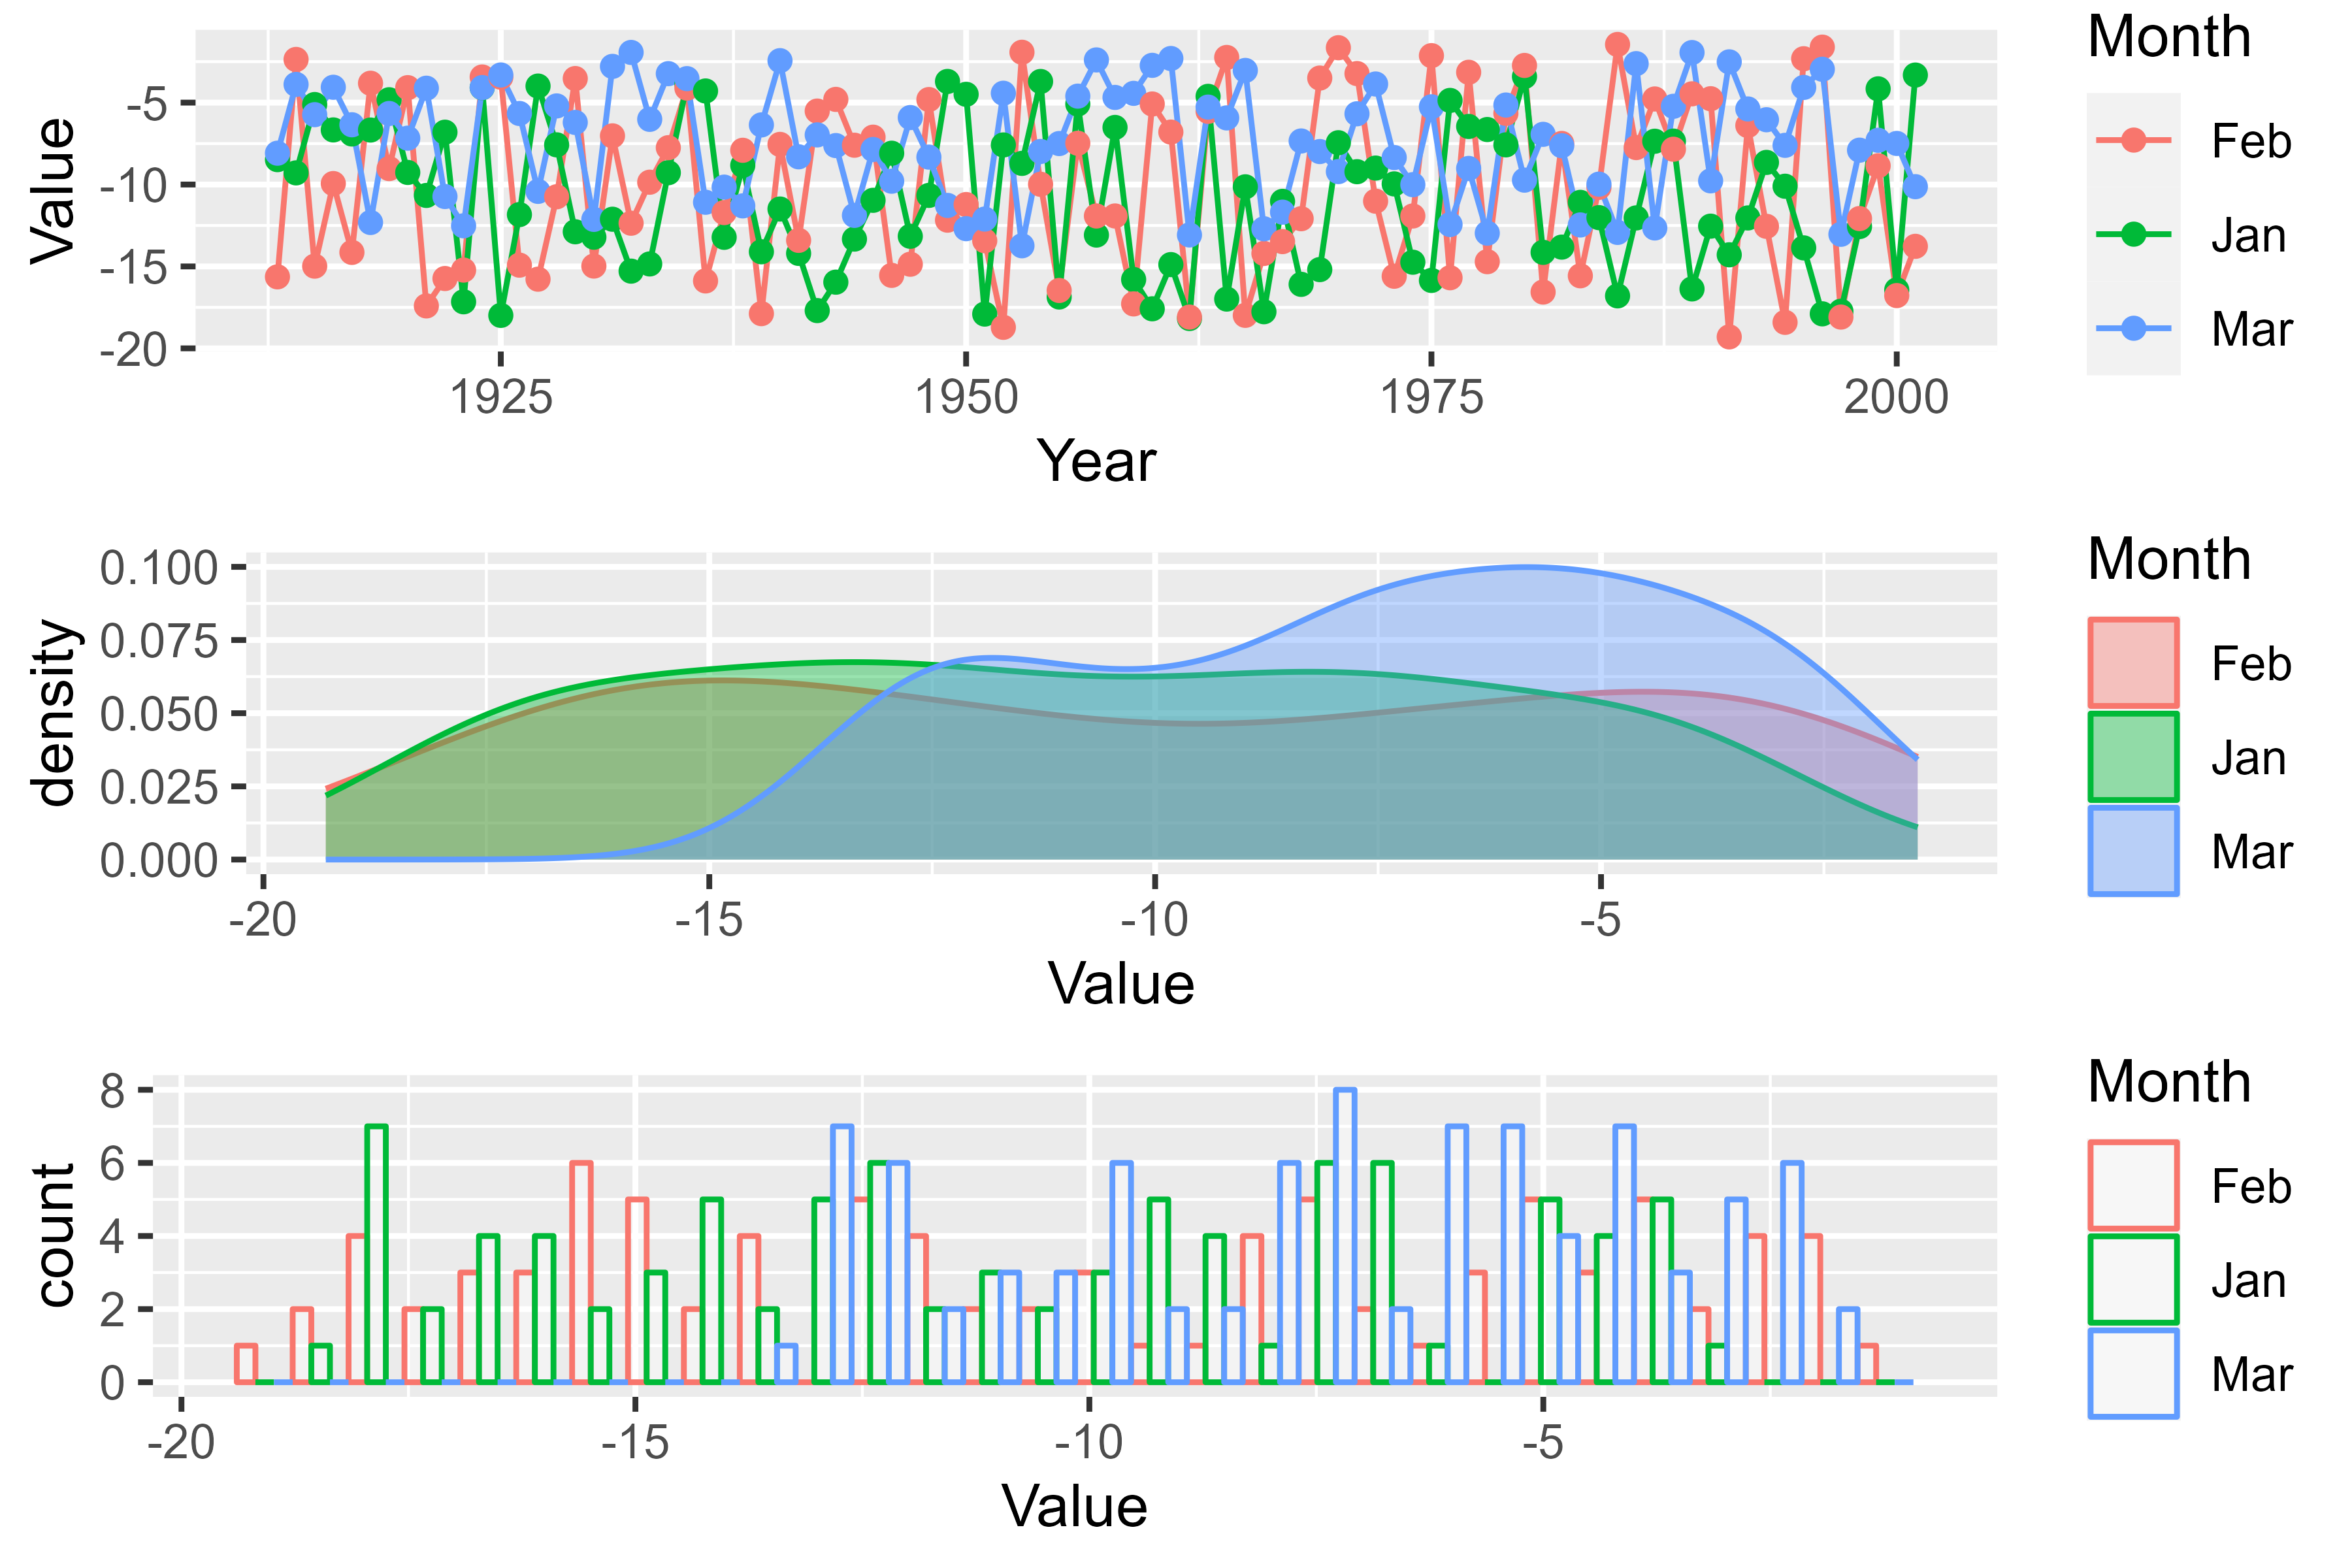 Value
-5
-10
-15
-20
1925 1950 1975 2000
Year
Month
Feb
Jan
Mar
density
0.100
0.075
0.050
0.025
0.000
-20 -15 -10 -5
Value
Month
Feb
Jan
Mar
count
8
6
4
2
0
-20 -15 -10 -5
Value
Month
Feb
Jan
Mar